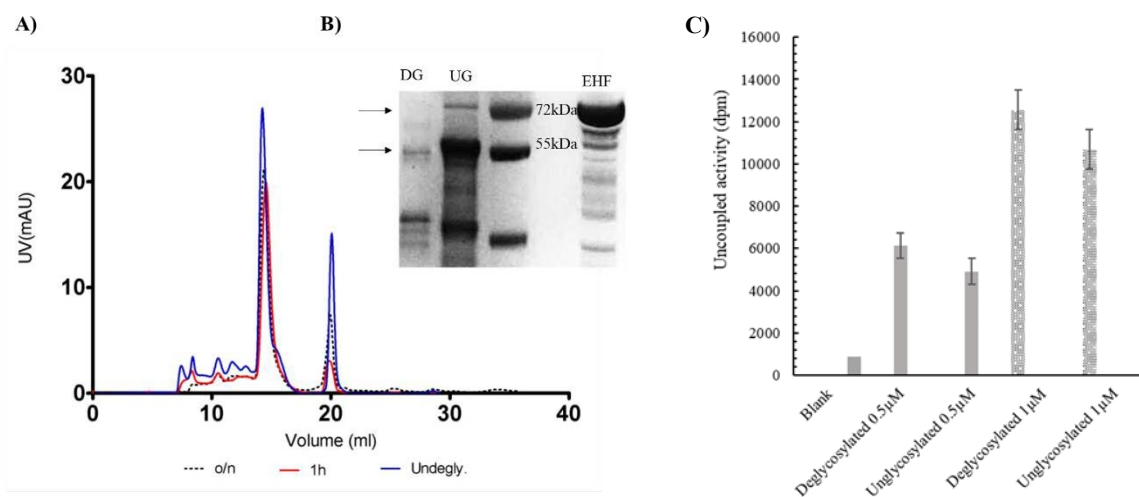 A)
30
20
10
0
UV(mAU)
0 10 20 30 40
Volume (ml)
o/n 1h Undegly.
B)
DG UG EHF
72kDa
55kDa
C)
16000
14000
12000
10000
8000
6000
4000
2000
0
Uncoupled activity (dpm)
Blank
Deglycosylated 0.5µM
Unglycosylated 0.5µM
Deglycosylated 1µM
Unglycosylated 1µM